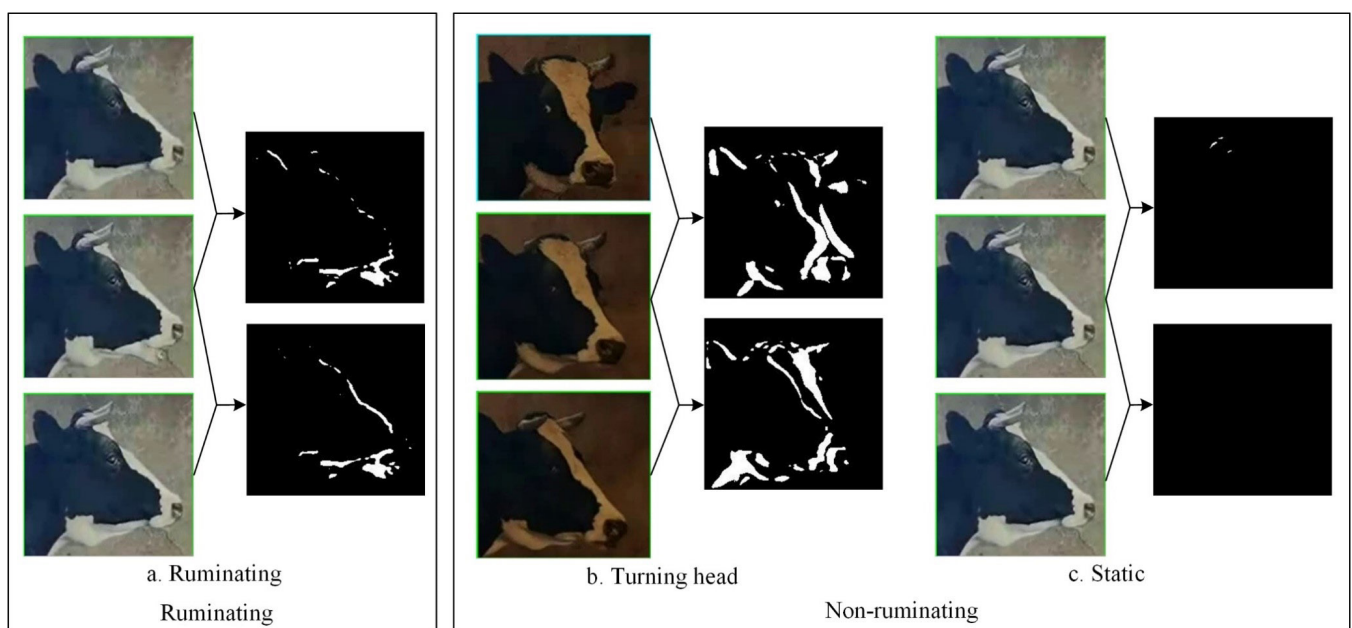 a. Ruminating
Ruminating
b. Turning head
c. Static
Non-ruminating